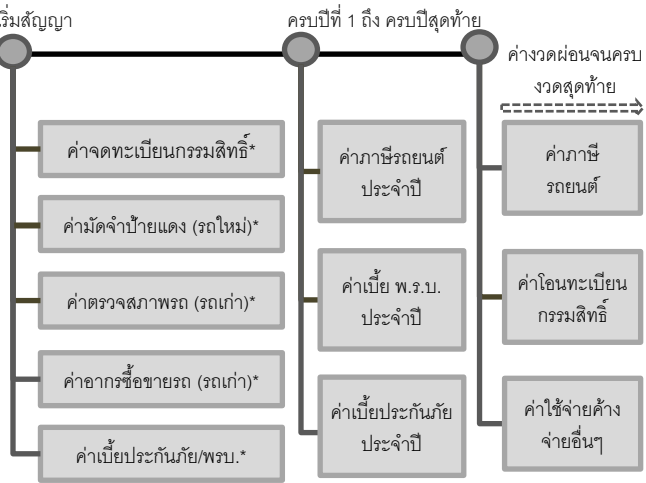 เริ่มสัญญา
ครบปีที่ 1 ถึง ครบปีสุดท้าย
ค่างวดผ่อนจนครบ
งวดสุดท้าย
ค่าจดทะเบียนกรรมสิทธิ์*
ค่ามัดจำป้ายแดง (รถใหม่)*
ค่าตรวจสภาพรถ (รถเก่า)*
ค่าอากรซื้อขายรถ (รถเก่า)*
ค่าเบี้ยประกันภัย/พรบ.*
ค่าภาษีรถยนต์
ประจำปี
ค่าเบี้ย พ.ร.บ.
ประจำปี
ค่าเบี้ยประกันภัย
ประจำปี
ค่าภาษี
รถยนต์
ค่าโอนทะเบียน
กรรมสิทธิ์
ค่าใช้จ่ายค้าง
จ่ายอื่นๆ